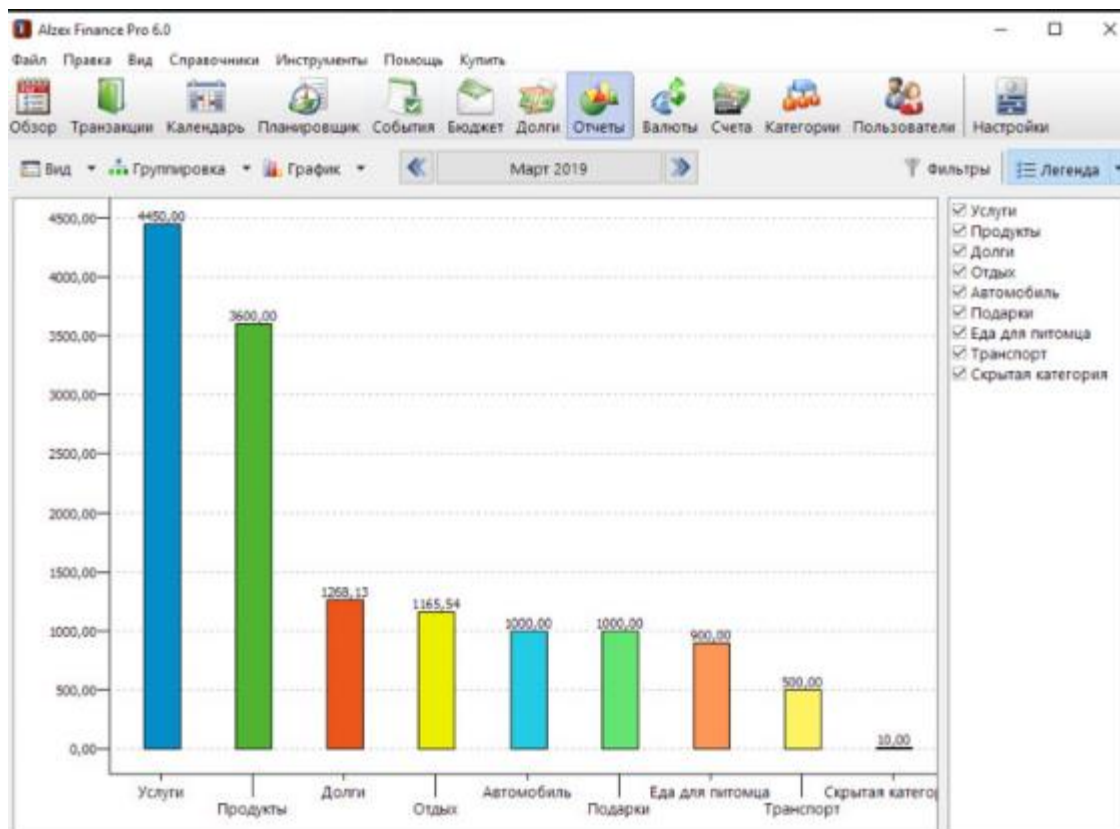 Alzex Finance Pro 6.0
Файл Правка Вид Справочники Инструменты Помощь Купить
Обзор Транзакции Календарь Планировщик События Бюджет Долги Отчеты Валюты Счета Категории Пользователи Настройки
Вид Группировка График Март 2019 Фильтры Легенда
4500,00
4000,00
3500,00
3000,00
2500,00
2000,00
1500,00
1000,00
500,00
0,00
4450,00
3600,00
1268,13
1165,54
1000,00
1000,00
900,00
500,00
10,00
Услуги Долги Автомобиль Еда для питомца Скрытая катего
Продукты Отдых Подарки Транспорт
Услуги
Продукты
Долги
Отдых
Автомобиль
Подарки
Еда для питомца
Транспорт
Скрытая категория